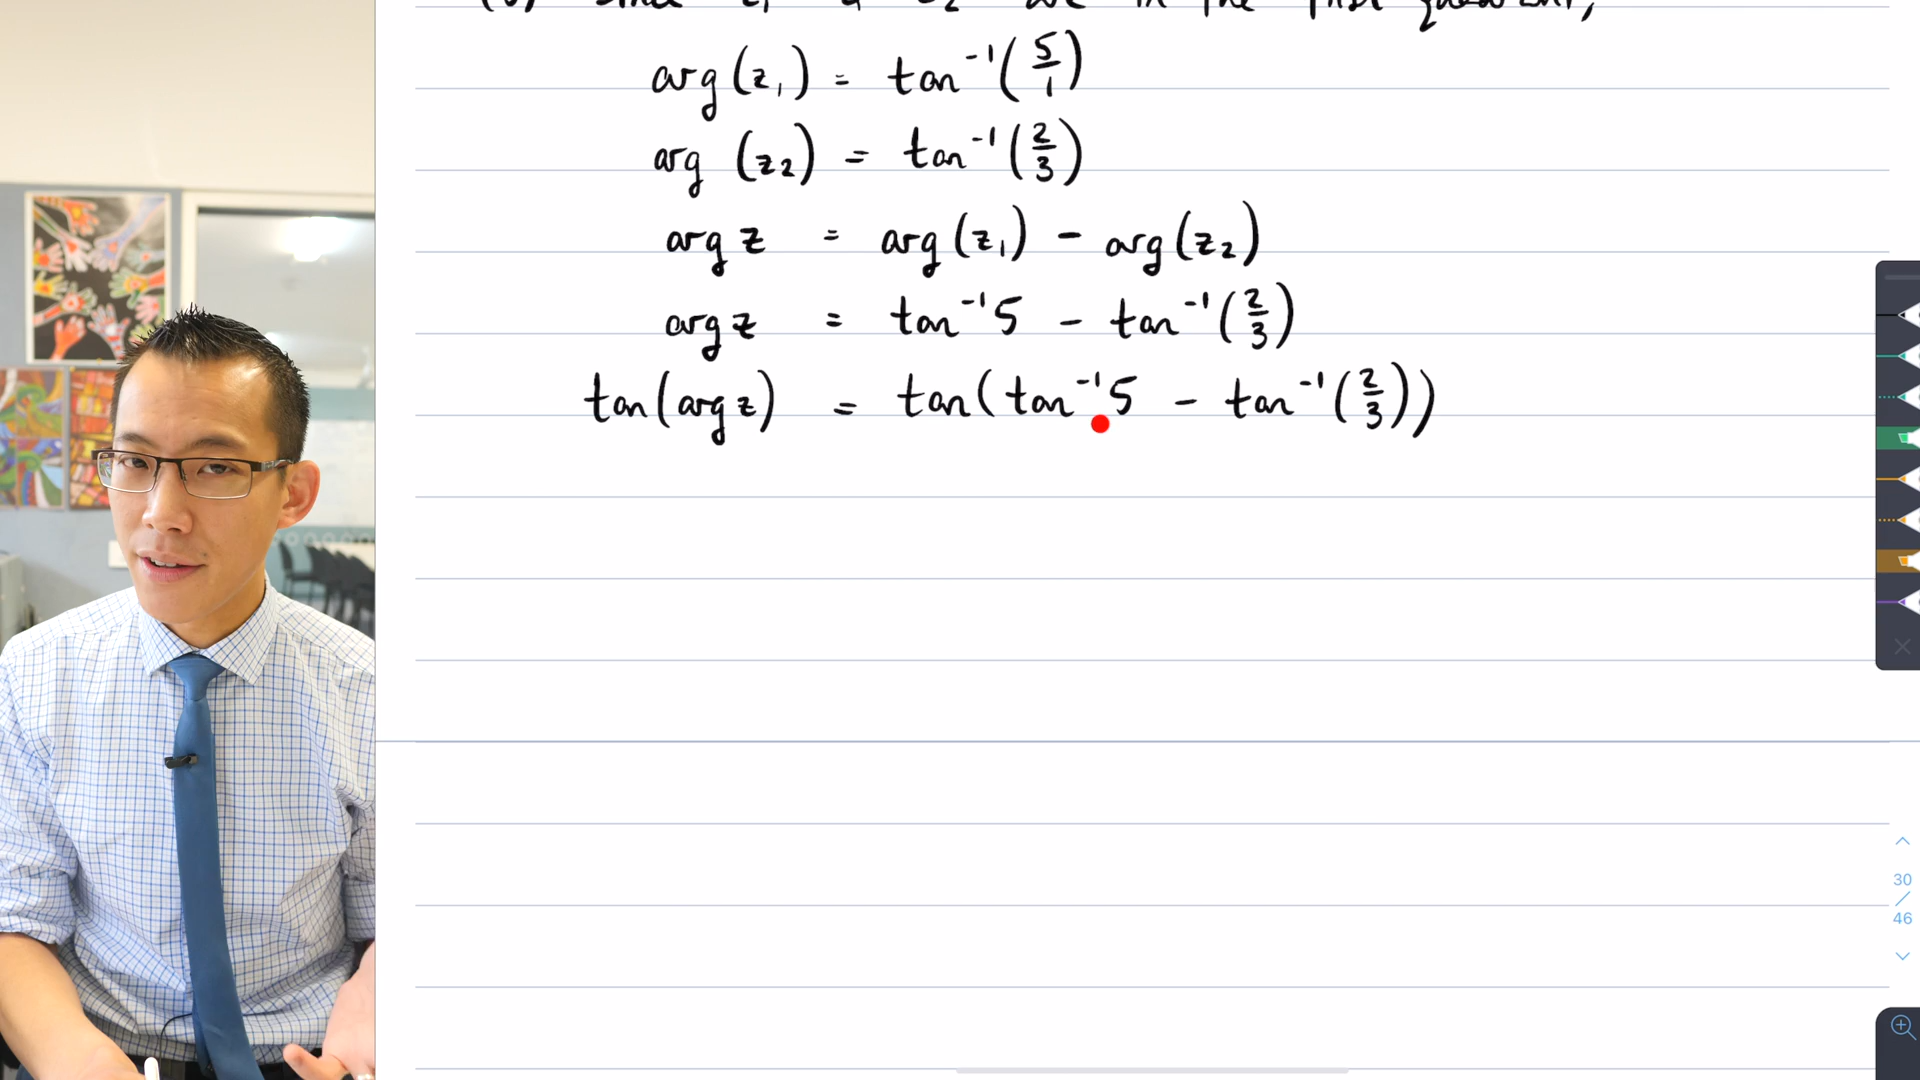 arg (z₁) = tan⁻¹(5/1)
arg (z₂) = tan⁻¹(2/3)
arg z = arg(z₁) − arg(z₂)
arg z = tan⁻¹5 − tan⁻¹(2/3)
tan(arg z) = tan(tan⁻¹5 − tan⁻¹(2/3))
30
/
46